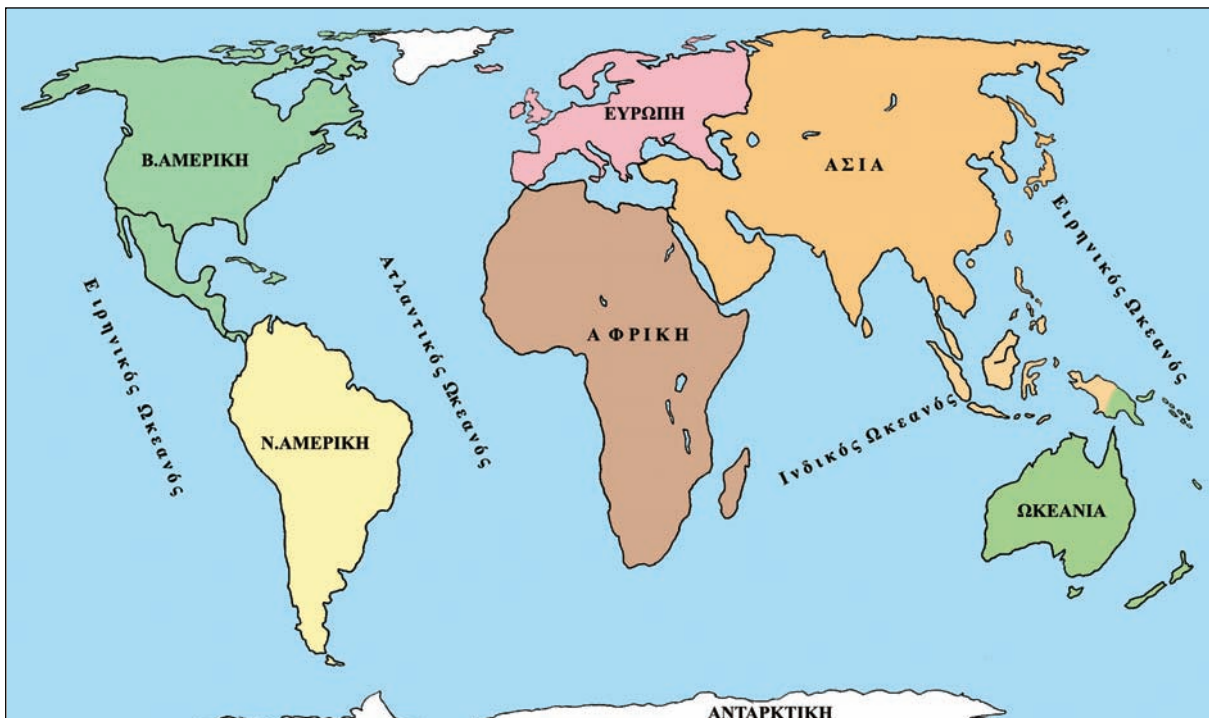 ΕΥΡΩΠΗ
Β.ΑΜΕΡΙΚΗ
ΑΣΙΑ
Ειρηνικός Ωκεανός
Ατλαντικός Ωκεανός
Ειρηνικός Ωκεανός
ΑΦΡΙΚΗ
Ν.ΑΜΕΡΙΚΗ
Ινδικός Ωκεανός
ΩΚΕΑΝΙΑ
ΑΝΤΑΡΚΤΙΚΗ